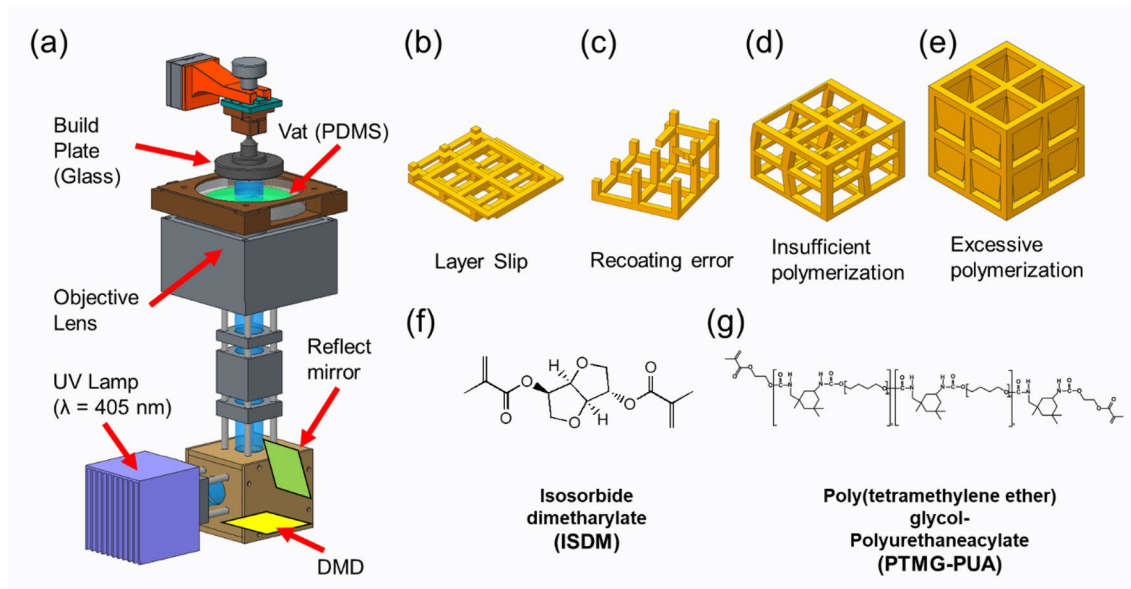 (a)
Build
Plate
(Glass)
Vat (PDMS)
Objective
Lens
Reflect
mirror
UV Lamp
(λ = 405 nm)
DMD
(b)
Layer Slip
(c)
Recoating error
(d)
Insufficient
polymerization
(e)
Excessive
polymerization
(f)
H
O
O
O
O
O
H
O
Isosorbide
dimetharylate
(ISDM)
(g)
Poly(tetramethylene ether)
glycol-
Polyurethaneacylate
(PTMG-PUA)